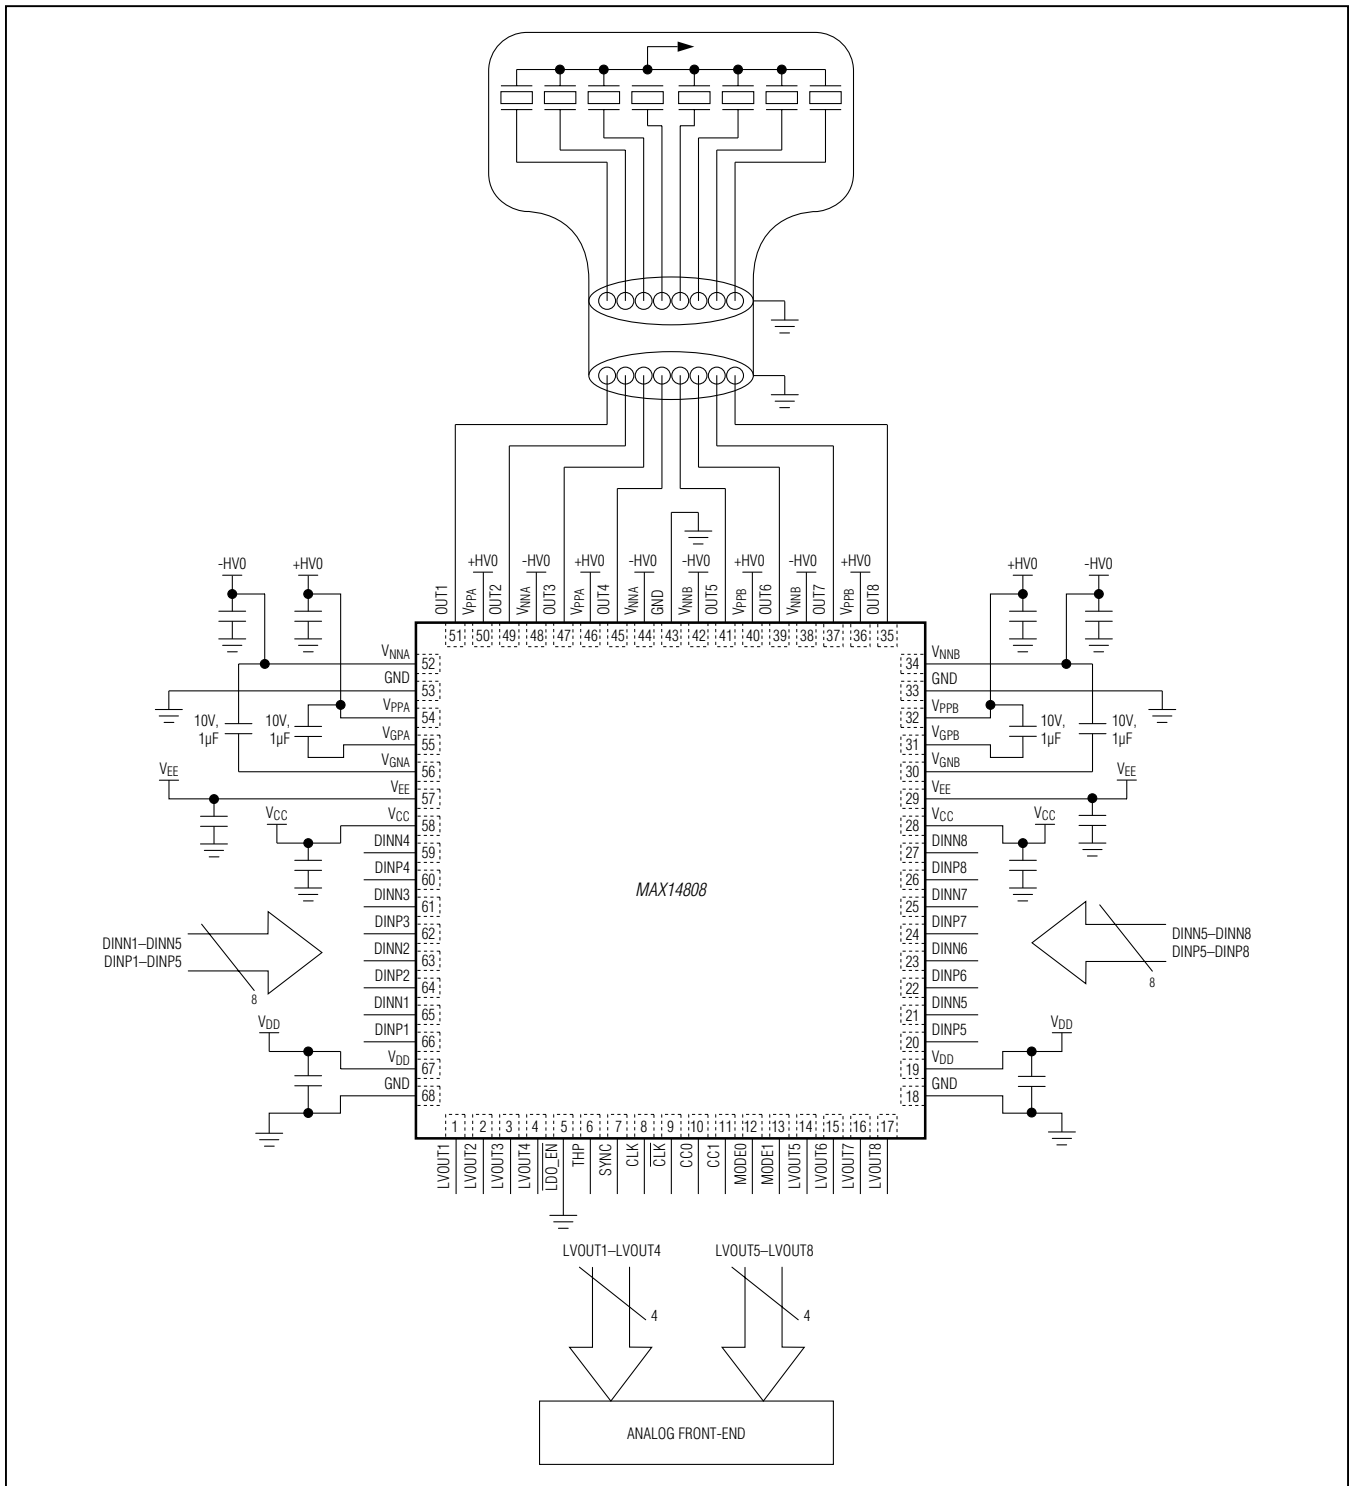 -HV0
+HV0
OUT1
VPPA
+HV0
OUT2
VNNA
-HV0
OUT3
VPPA
+HV0
OUT4
VNNA
-HV0
GND
VNNB
-HV0
OUT5
VPPB
+HV0
OUT6
VNNB
-HV0
OUT7
VPPB
+HV0
OUT8
+HV0
-HV0
51 50 49 48 47 46 45 44 43 42 41 40 39 38 37 36 35
VNNA 52
GND 53
VPPA 54
VGPA 55
VGNA 56
VEE 57
VCC 58
DINN4 59
DINP4 60
DINN3 61
DINP3 62
DINN2 63
DINP2 64
DINN1 65
DINP1 66
VDD 67
GND 68
10V,
1µF
10V,
1µF
VEE
VCC
DINN1–DINN5
DINP1–DINP5
8
VDD
MAX14808
34 VNNB
33 GND
32 VPPB
31 VGPB
30 VGNB
29 VEE
28 VCC
27 DINN8
26 DINP8
25 DINN7
24 DINP7
23 DINN6
22 DINP6
21 DINN5
20 DINP5
19 VDD
18 GND
10V,
1µF
10V,
1µF
VEE
VCC
DINN5–DINN8
DINP5–DINP8
8
VDD
1 2 3 4 5 6 7 8 9 10 11 12 13 14 15 16 17
LVOUT1
LVOUT2
LVOUT3
LVOUT4
LDO_EN
THP
SYNC
CLK
CLK
CC0
CC1
MODE0
MODE1
LVOUT5
LVOUT6
LVOUT7
LVOUT8
LVOUT1–LVOUT4
LVOUT5–LVOUT8
4
4
ANALOG FRONT-END